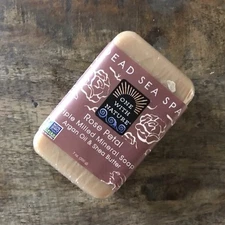 EAD SEA SPA
ONE
WITH
NATURE
Rose Petal
iple Milled Mineral Soap
Argan Oil & Shea Butter